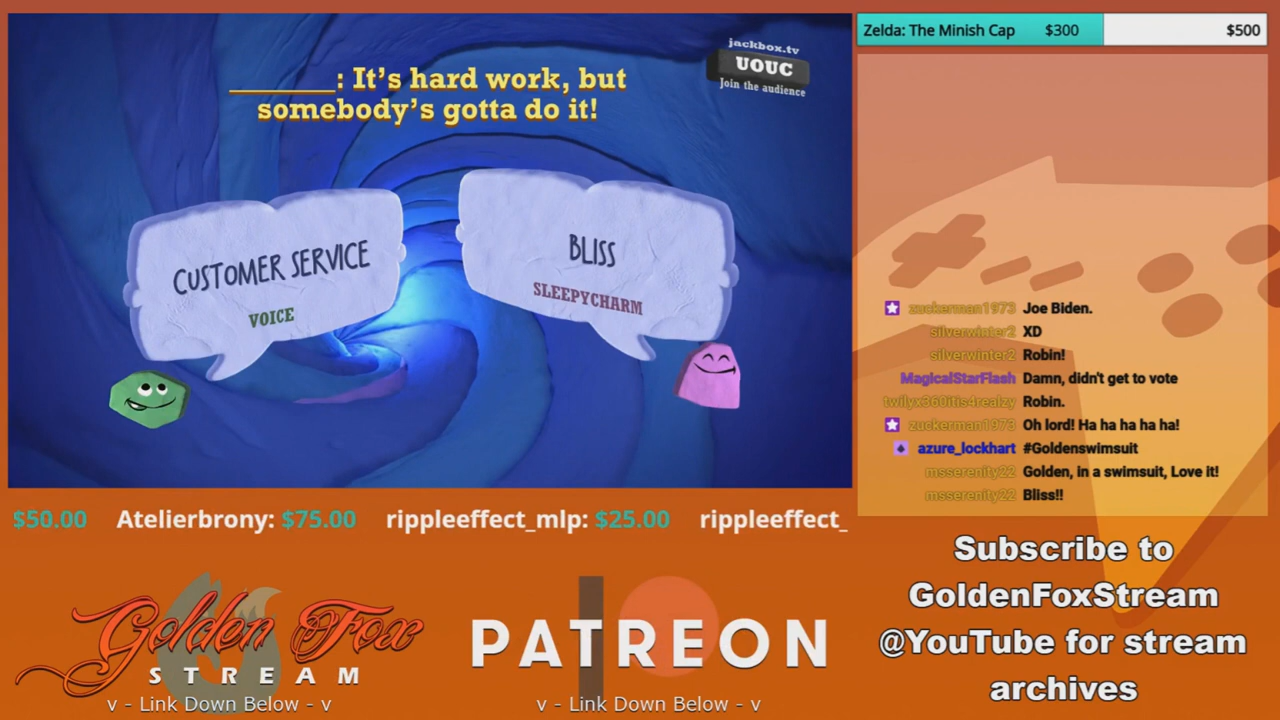 jackbox.tv
UOUC
Join the audience
______: It's hard work, but
somebody's gotta do it!
CUSTOMER SERVICE
VOICE
BLISS
SLEEPYCHARM
Zelda: The Minish Cap $300 $500
zuckerman1973 Joe Biden.
silverwinter2 XD
silverwinter2 Robin!
MagicalStarFlash Damn, didn't get to vote
twilyx360itis4realzy Robin.
zuckerman1973 Oh lord! Ha ha ha ha ha!
azure_lockhart #Goldenswimsuit
msserenity22 Golden, in a swimsuit, Love it!
msserenity22 Bliss!!
$50.00 Atelierbrony: $75.00 rippleeffect_mlp: $25.00 rippleeffect_
Golden Fox
STREAM
v - Link Down Below - v
PATREON
v - Link Down Below - v
Subscribe to
GoldenFoxStream
@YouTube for stream
archives